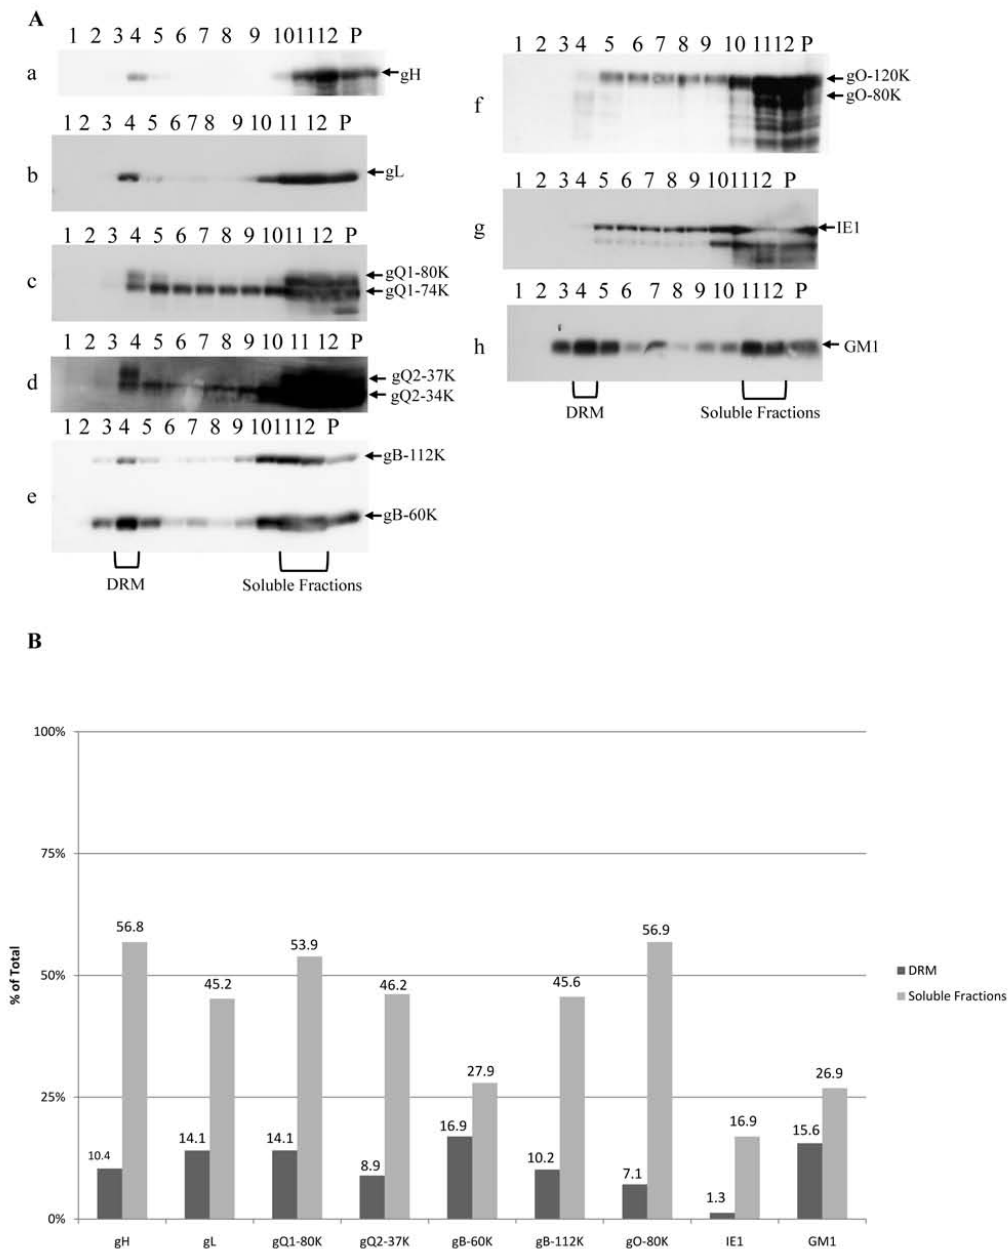 A
1 2 3 4 5 6 7 8 9 10 11 12 P
a
gH
1 2 3 4 5 6 7 8 9 10 11 12 P
b
gL
1 2 3 4 5 6 7 8 9 10 11 12 P
c
gQ1-80K
gQ1-74K
1 2 3 4 5 6 7 8 9 10 11 12 P
d
gQ2-37K
gQ2-34K
1 2 3 4 5 6 7 8 9 10 11 12 P
e
gB-112K
gB-60K
DRM
Soluble Fractions
1 2 3 4 5 6 7 8 9 10 11 12 P
f
gO-120K
gO-80K
1 2 3 4 5 6 7 8 9 10 11 12 P
g
IE1
1 2 3 4 5 6 7 8 9 10 11 12 P
h
GM1
DRM
Soluble Fractions
B
% of Total
100%
75%
50%
25%
0%
10.4 56.8
14.1 45.2
14.1 53.9
8.9 46.2
16.9 27.9
10.2 45.6
7.1 56.9
1.3 16.9
15.6 26.9
gH gL gQ1-80K gQ2-37K gB-60K gB-112K gO-80K IE1 GM1
DRM
Soluble Fractions